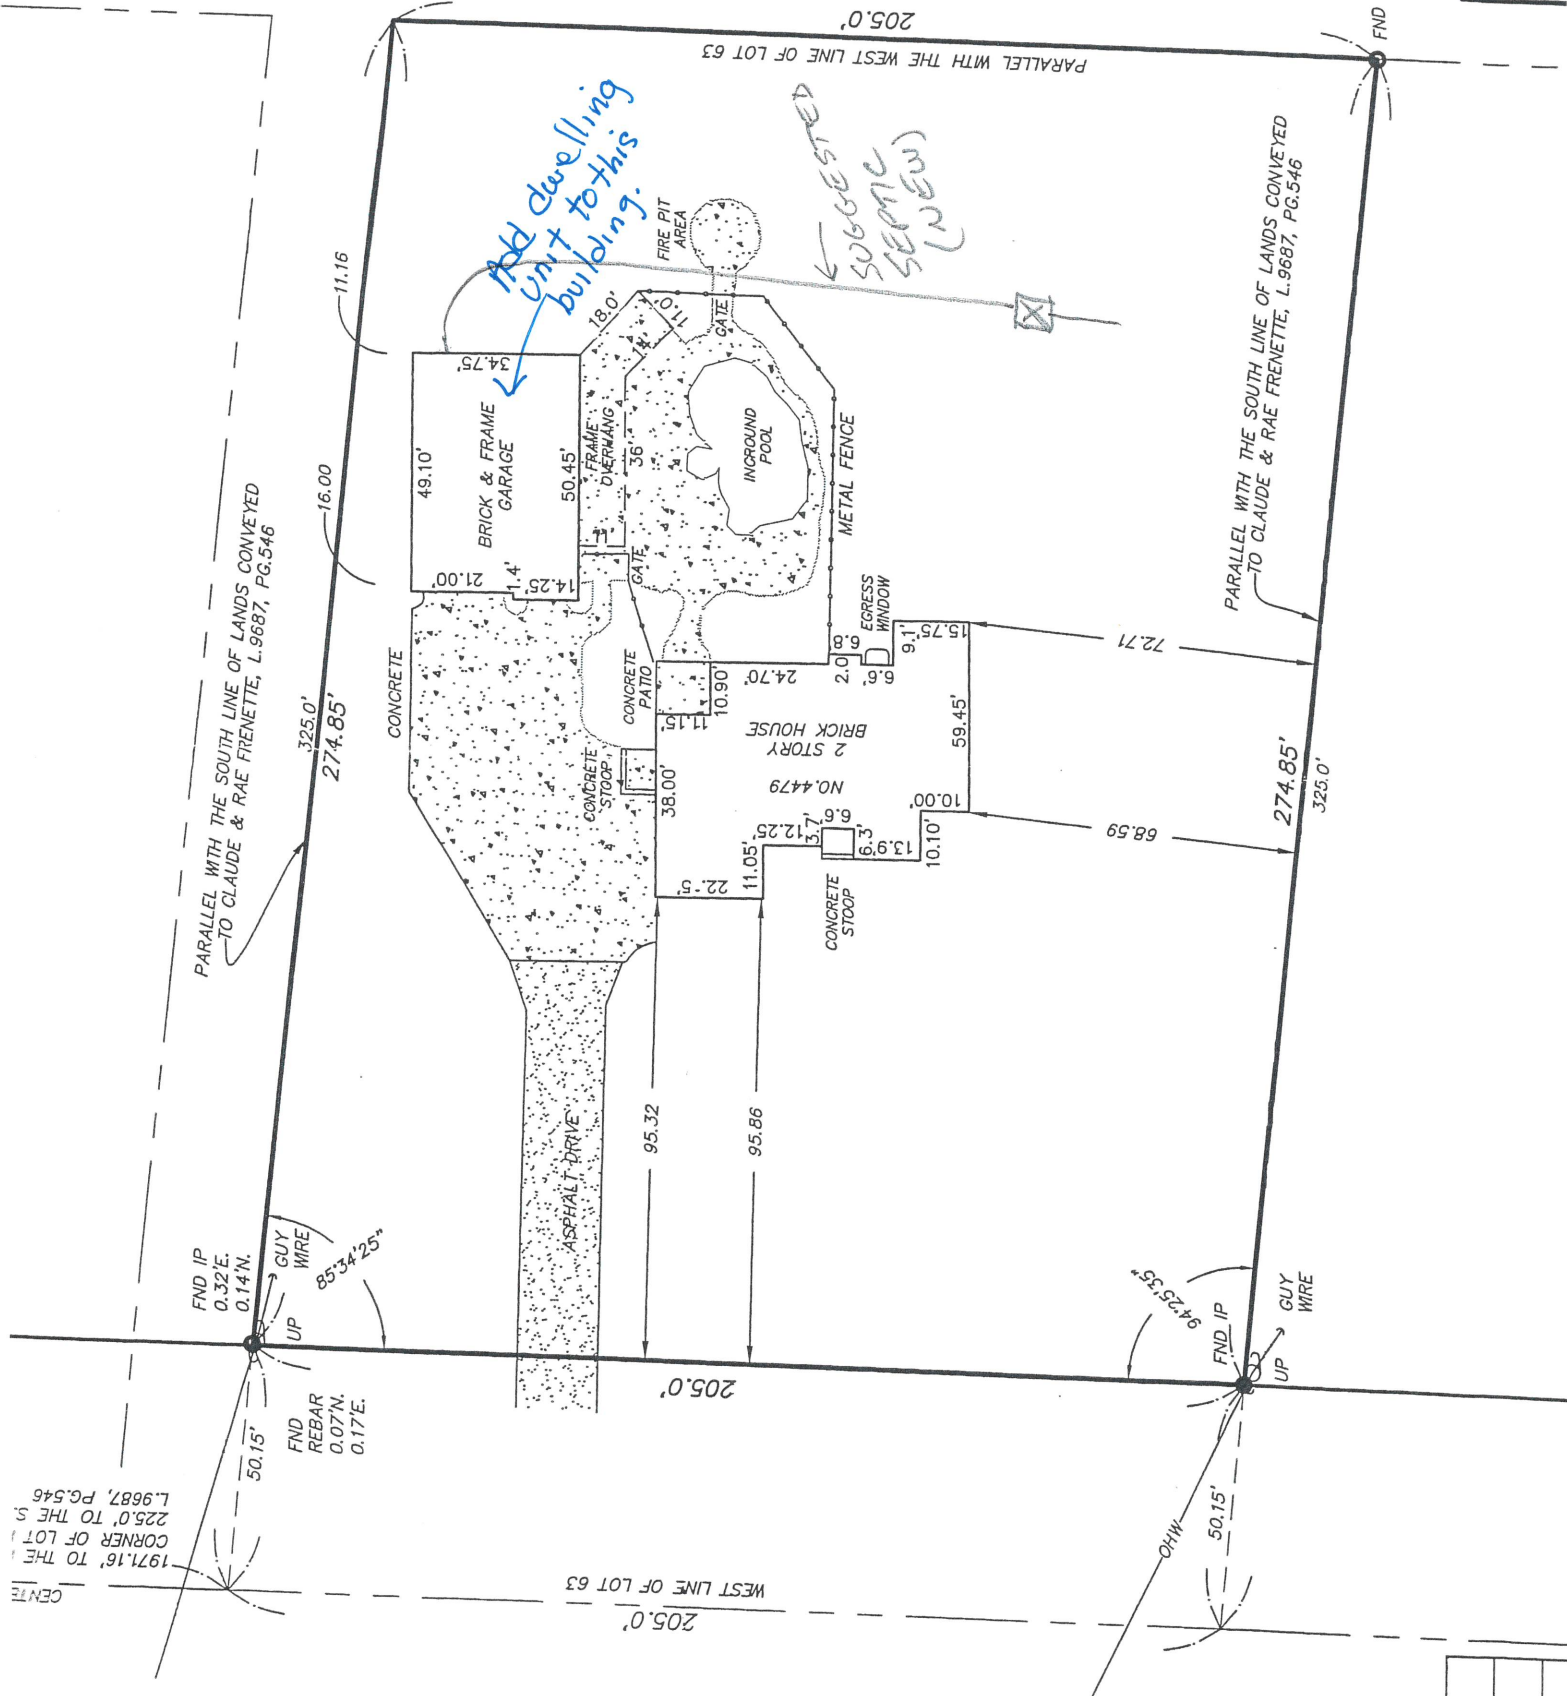 205.0'
PARALLEL WITH THE WEST LINE OF LOT 63
FND
Add dwelling
unit to this
building.
SUGGESTED
SEPTIC
(NEW)
FIRE PIT
AREA
11.16
16.00
325.0'
274.85'
PARALLEL WITH THE SOUTH LINE OF LANDS CONVEYED
TO CLAUDE & RAE FRENETTE, L.9687, PG.546
PARALLEL WITH THE SOUTH LINE OF LANDS CONVEYED
TO CLAUDE & RAE FRENETTE, L.9687, PG.546
34.75'
49.10'
BRICK & FRAME
GARAGE
50.45'
21.00'
1.4'
14.25'
18.0'
11.0'
14'
GATE
FRAME
OVERHANG
36'
INGROUND
POOL
METAL FENCE
GATE
EGRESS
WINDOW
CONCRETE
CONCRETE
PATIO
11.15'
10.90'
24.70'
2.0
6.8
6.6'
9.1'
15.75'
CONCRETE
STOOP
38.00'
2 STORY
BRICK HOUSE
NO.4479
59.45'
10.00'
10.10'
13.9'
6.3'
6.6
3.7'
12.25'
11.05'
CONCRETE
STOOP
72.71
68.59
274.85'
325.0'
95.32
95.86
ASPHALT DRIVE
FND IP
0.32'E.
0.14'N.
GUY
WIRE
UP
85°34'25"
FND
REBAR
0.07'N.
0.17'E.
50.15'
205.0'
94°25'35"
FND IP
UP
GUY
WIRE
50.15'
OHW
1971.16' TO THE
CORNER OF LOT
225.0' TO THE S.
L.9687, PG.546
WEST LINE OF LOT 63
205.0'